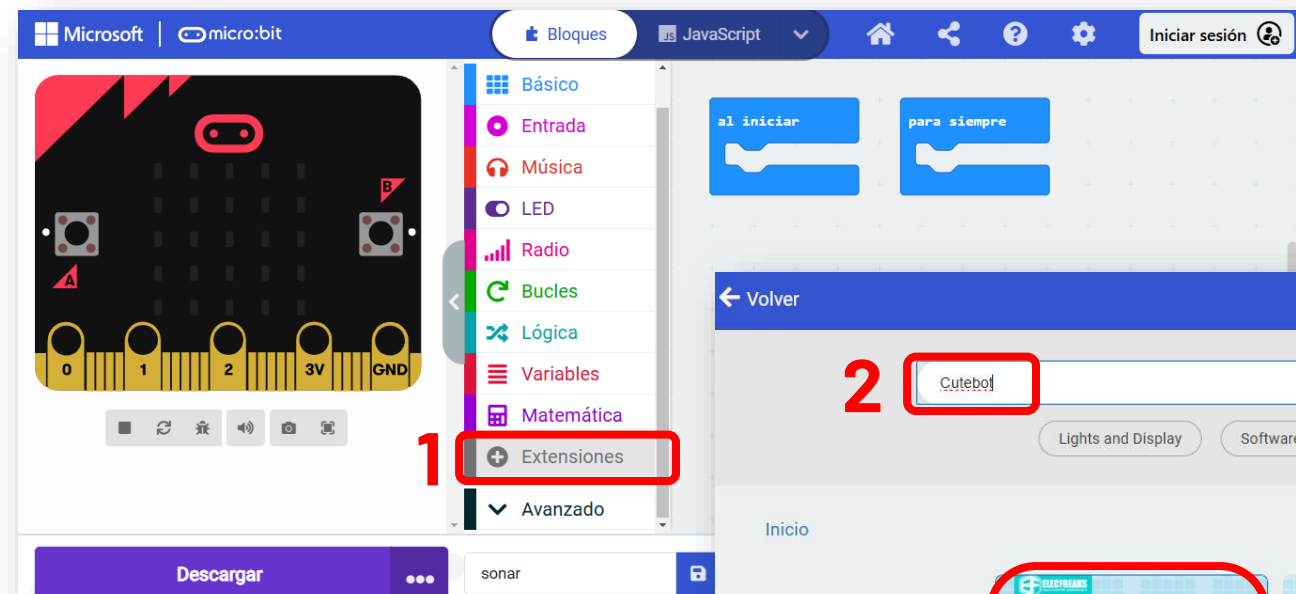 Microsoft
micro:bit
Bloques
JavaScript
Iniciar sesión
Básico
Entrada
Música
LED
Radio
Bucles
Lógica
Variables
Matemática
Extensiones
Avanzado
B
A
0
1
2
3V
GND
1
Descargar
sonar
al iniciar
para siempre
Volver
2
Cutebot
Lights and Display
Software
Inicio
EF ELECFREAKS